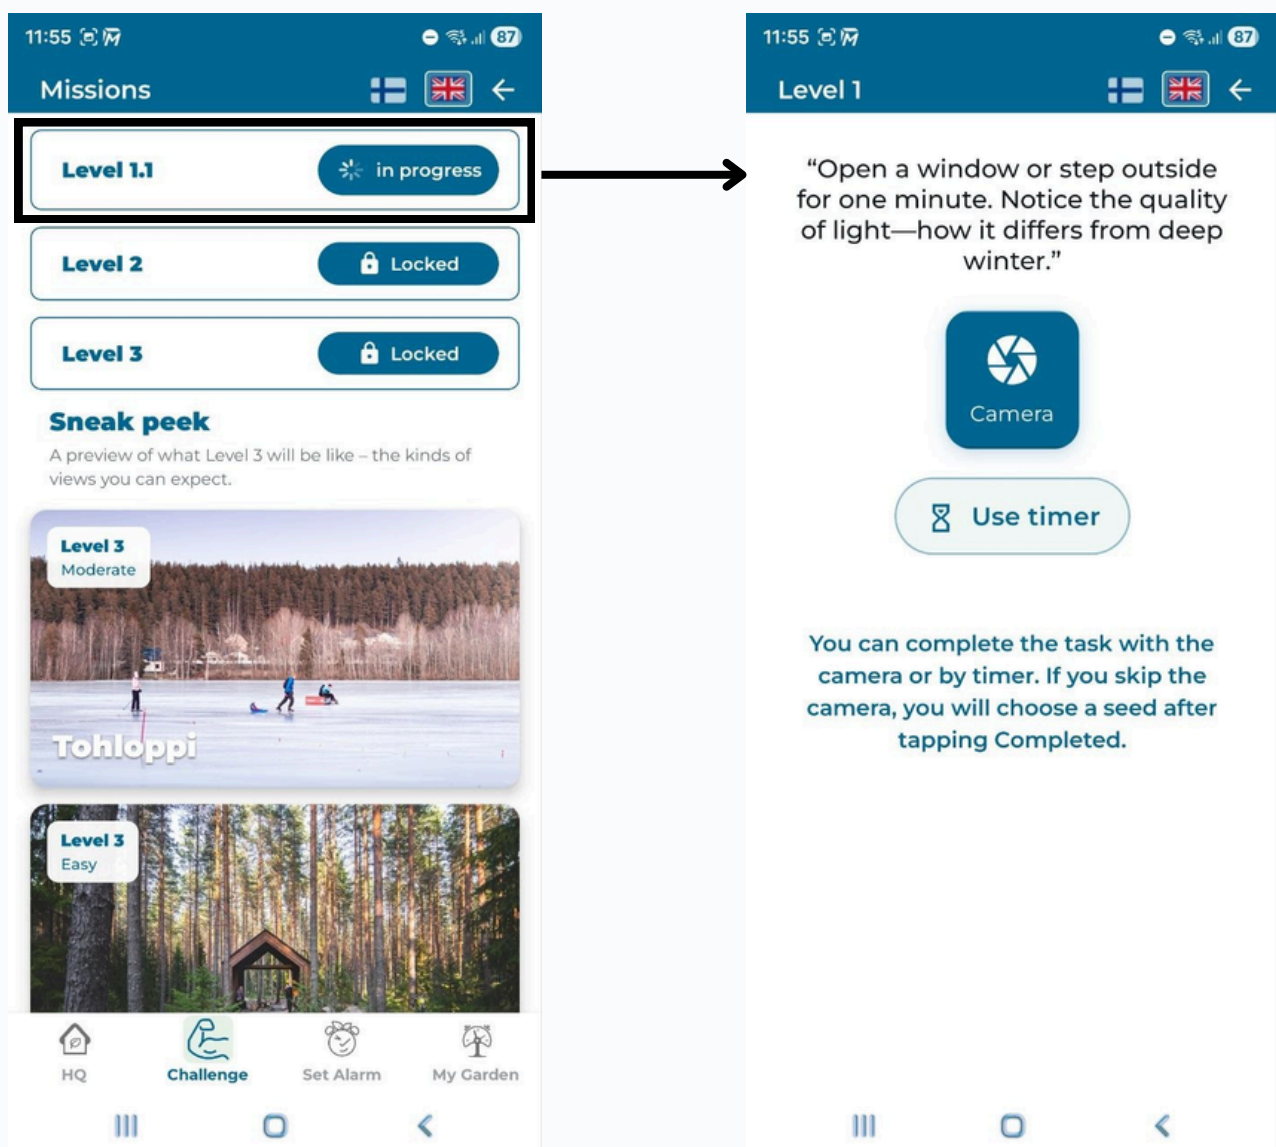 11:55
87
Missions
Level 1.1
in progress
Level 2
Locked
Level 3
Locked
Sneak peek
A preview of what Level 3 will be like – the kinds of
views you can expect.
Level 3
Moderate
Tohloppi
Level 3
Easy
HQ
Challenge
Set Alarm
My Garden
11:55
87
Level 1
“Open a window or step outside
for one minute. Notice the quality
of light—how it differs from deep
winter.”
Camera
Use timer
You can complete the task with the
camera or by timer. If you skip the
camera, you will choose a seed after
tapping Completed.